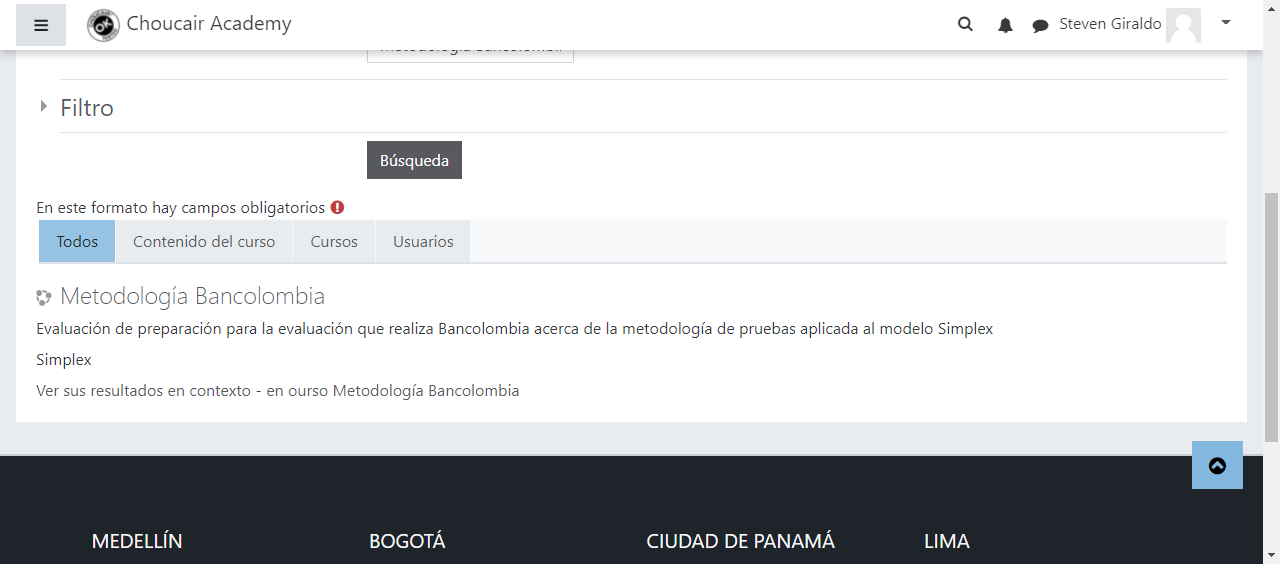 Choucair Academy
Steven Giraldo
Metodología Bancolombia
Filtro
Búsqueda
En este formato hay campos obligatorios
Todos
Contenido del curso
Cursos
Usuarios
Metodología Bancolombia
Evaluación de preparación para la evaluación que realiza Bancolombia acerca de la metodología de pruebas aplicada al modelo Simplex
Simplex
Ver sus resultados en contexto - en ourso Metodología Bancolombia
MEDELLÍN
BOGOTÁ
CIUDAD DE PANAMÁ
LIMA